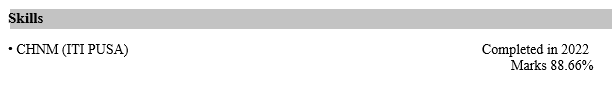 Skills
• CHNM (ITI PUSA) Completed in 2022
Marks 88.66%